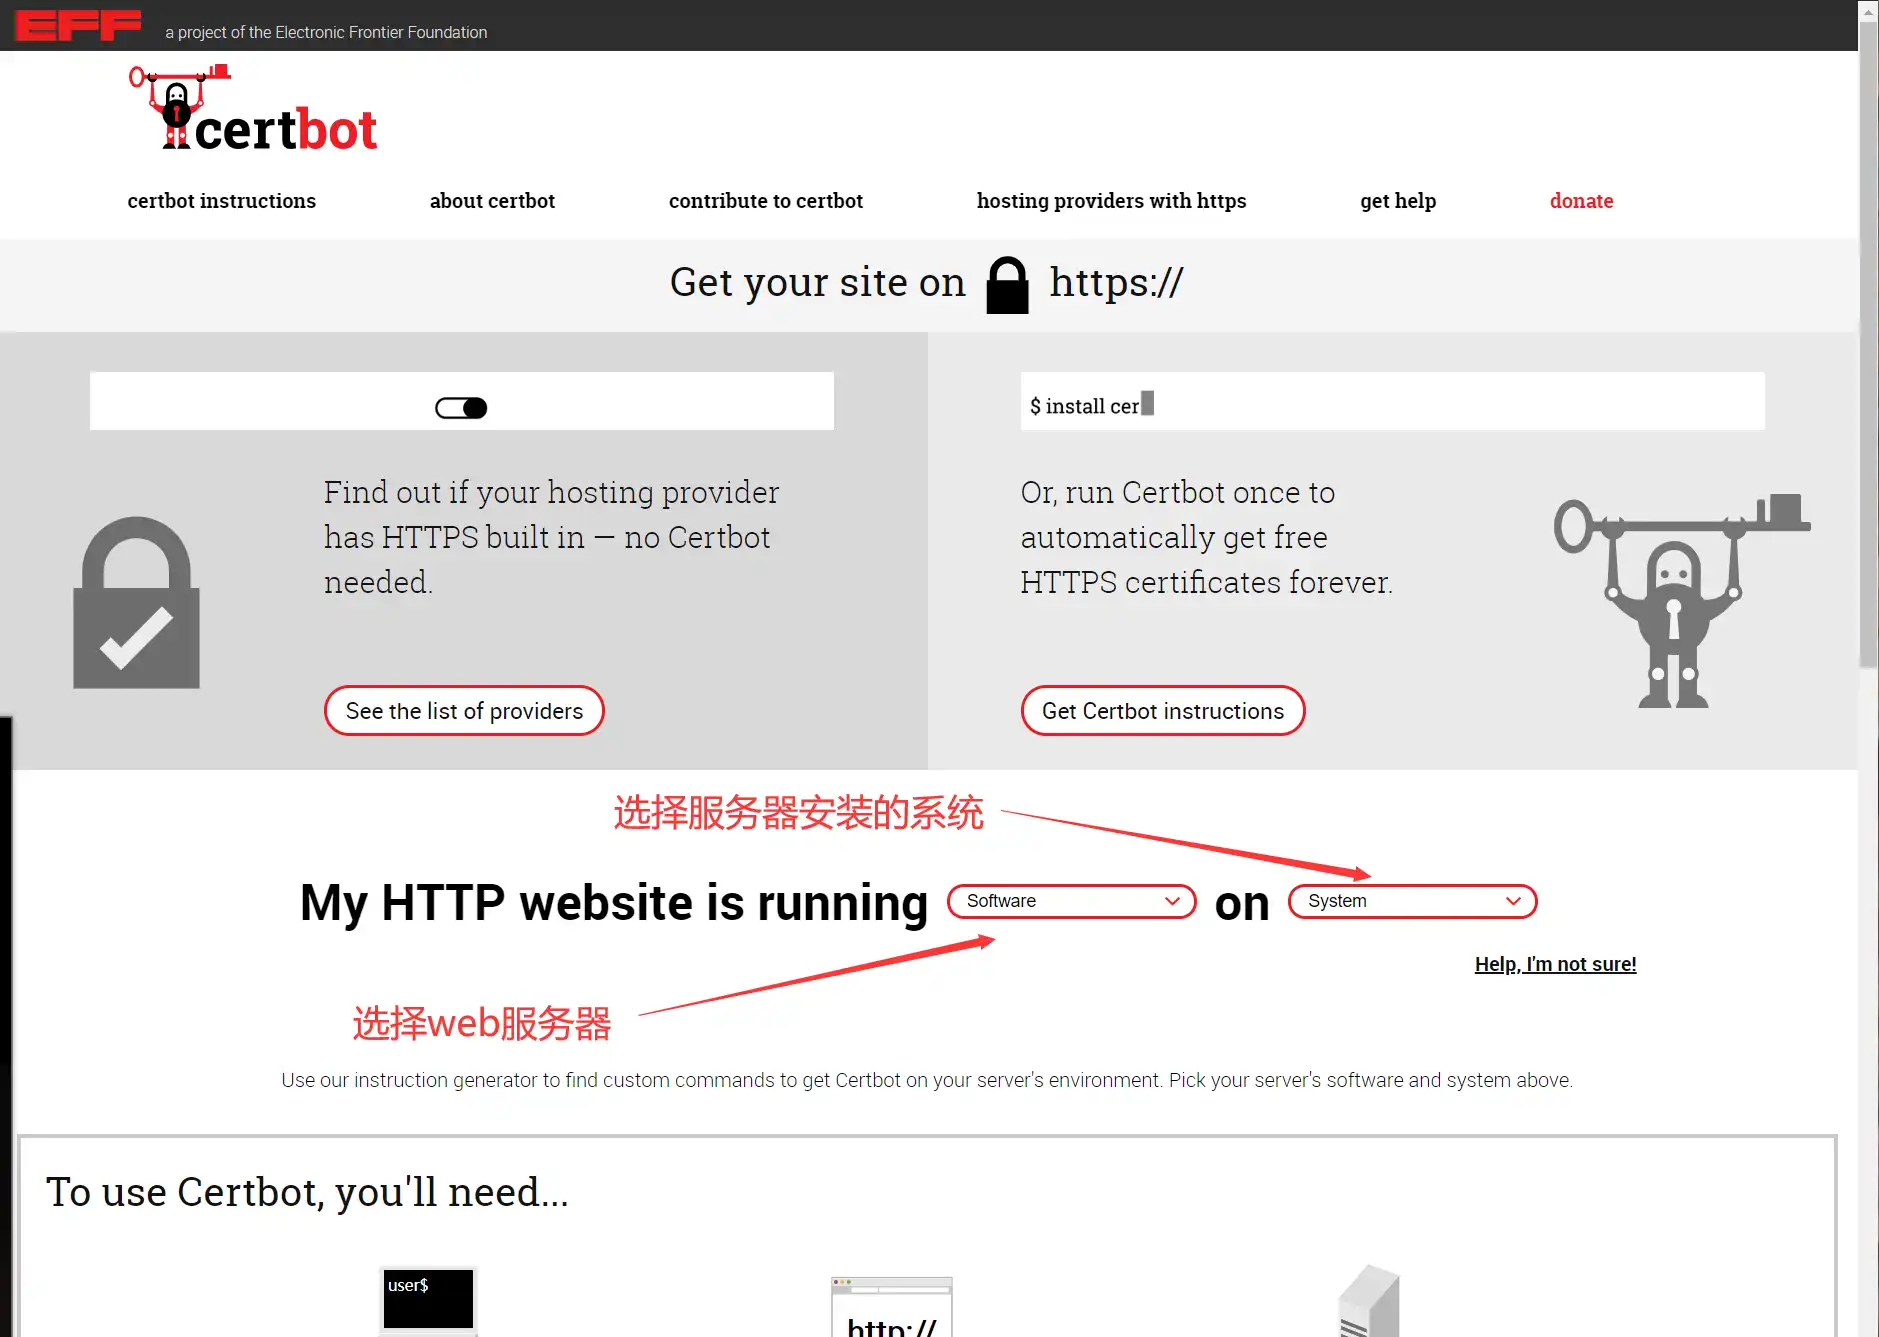 EFF a project of the Electronic Frontier Foundation
certbot
certbot instructions about certbot contribute to certbot hosting providers with https get help donate
Get your site on https://
$ install cer
Find out if your hosting provider
has HTTPS built in — no Certbot
needed.
See the list of providers
Or, run Certbot once to
automatically get free
HTTPS certificates forever.
Get Certbot instructions
选择服务器安装的系统
My HTTP website is running Software on System
Help, I'm not sure!
选择web服务器
Use our instruction generator to find custom commands to get Certbot on your server's environment. Pick your server's software and system above.
To use Certbot, you'll need...
user$
http://